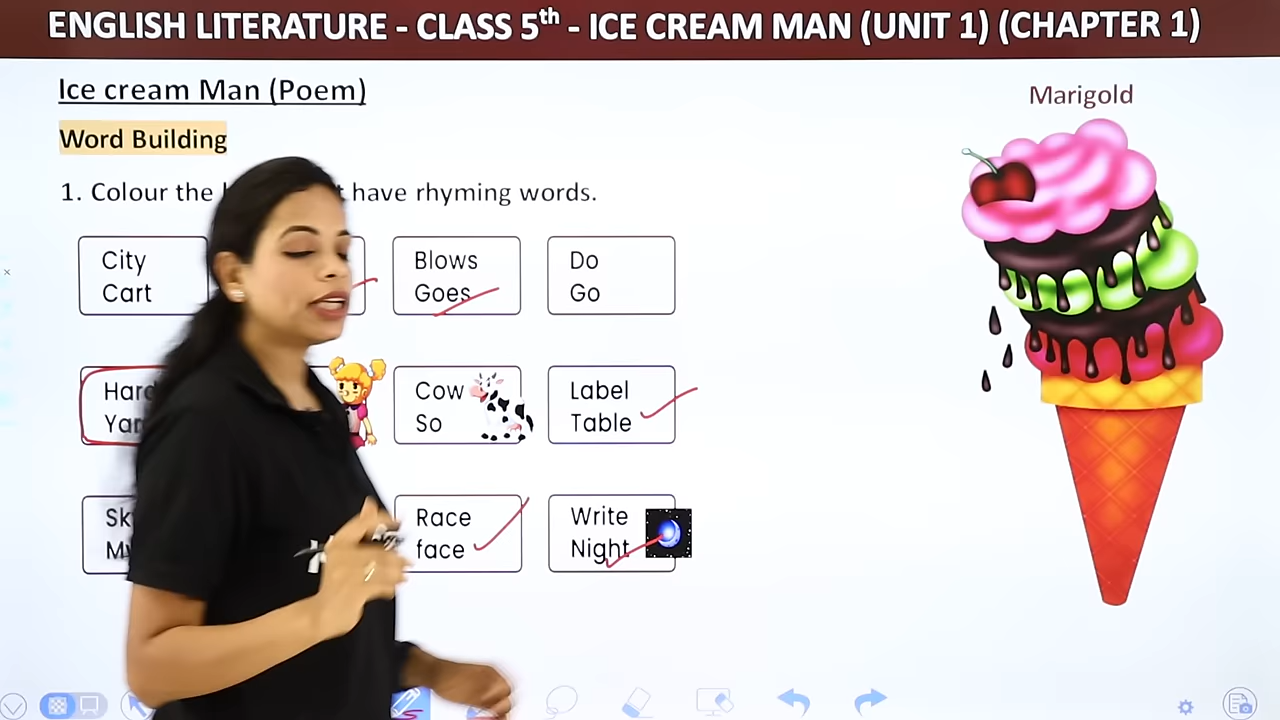 ENGLISH LITERATURE - CLASS 5th - ICE CREAM MAN (UNIT 1) (CHAPTER 1)
Ice cream Man (Poem)
Marigold
Word Building
1. Colour the have rhyming words.
City
Cart
Blows
Goes
Do
Go
Cow
So
Label
Table
Race
face
Write
Night